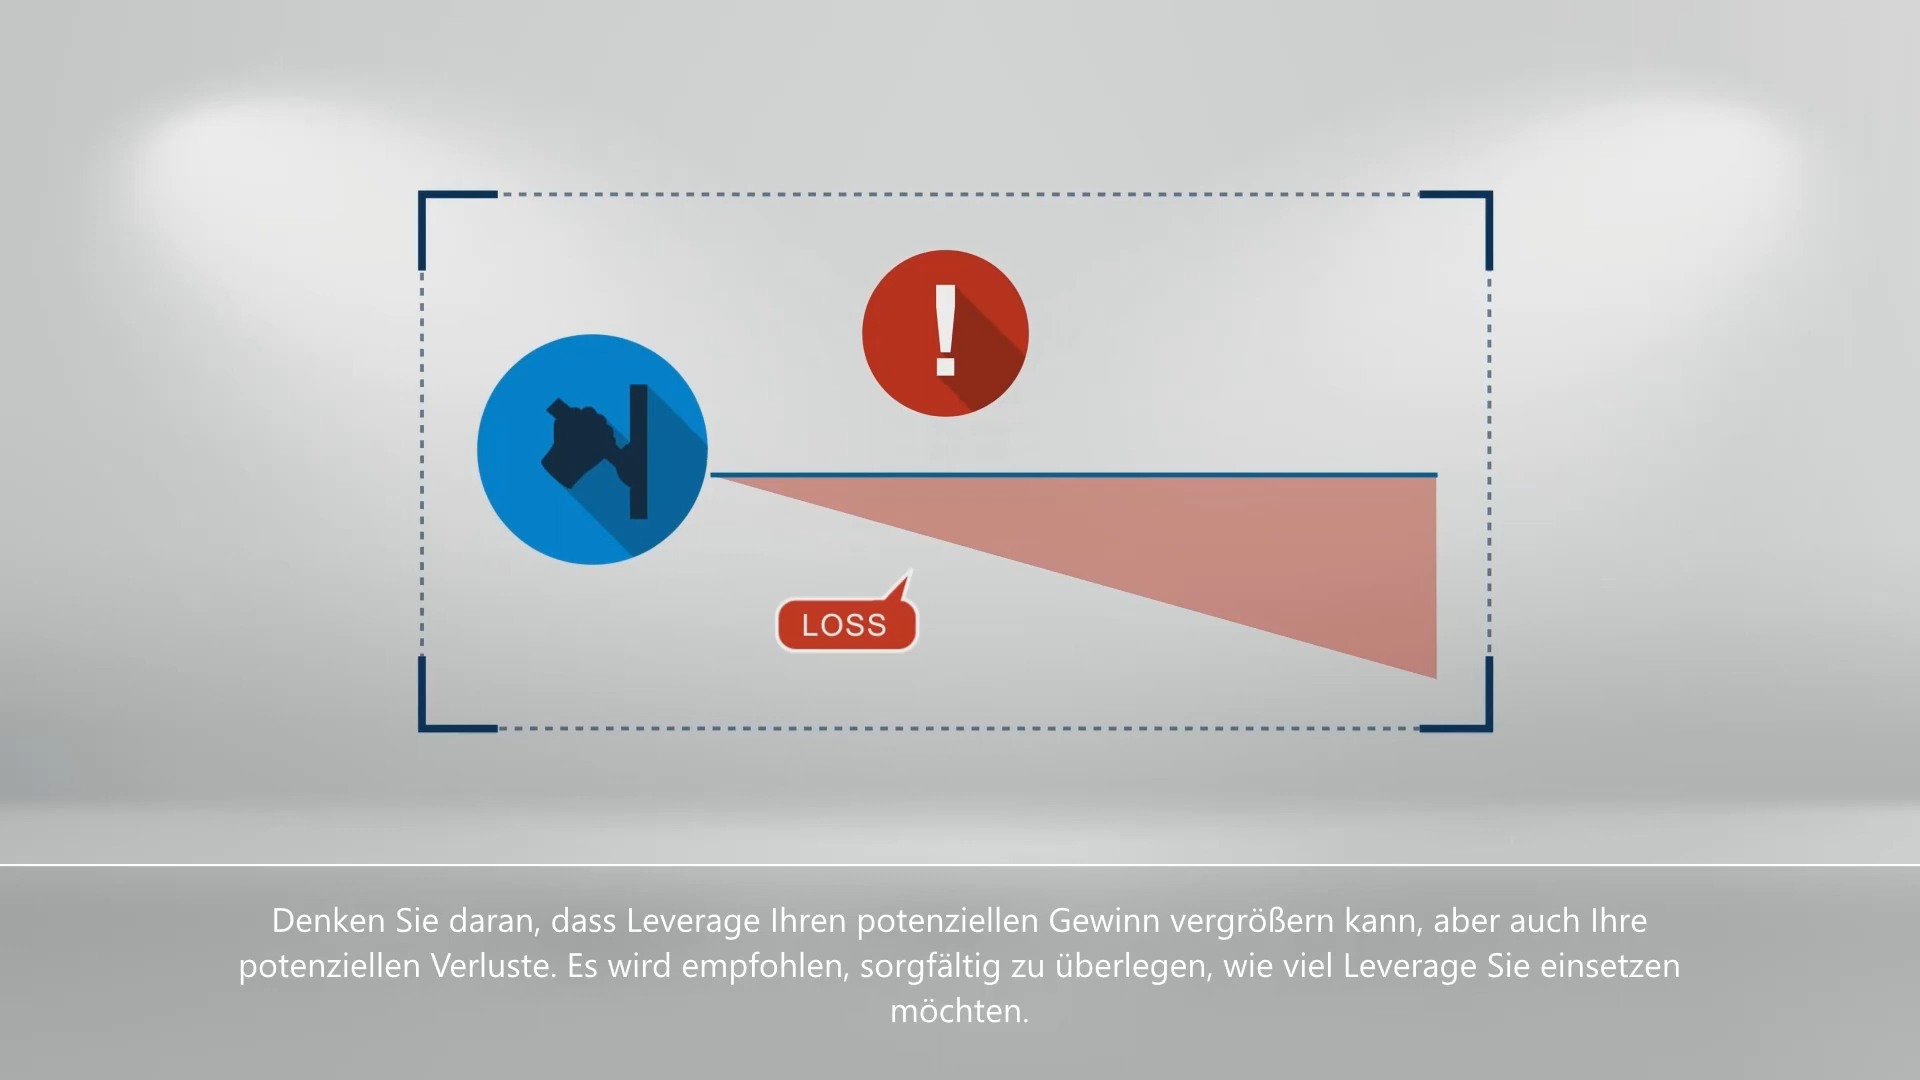 !
LOSS
Denken Sie daran, dass Leverage Ihren potenziellen Gewinn vergrößern kann, aber auch Ihre
potenziellen Verluste. Es wird empfohlen, sorgfältig zu überlegen, wie viel Leverage Sie einsetzen
möchten.